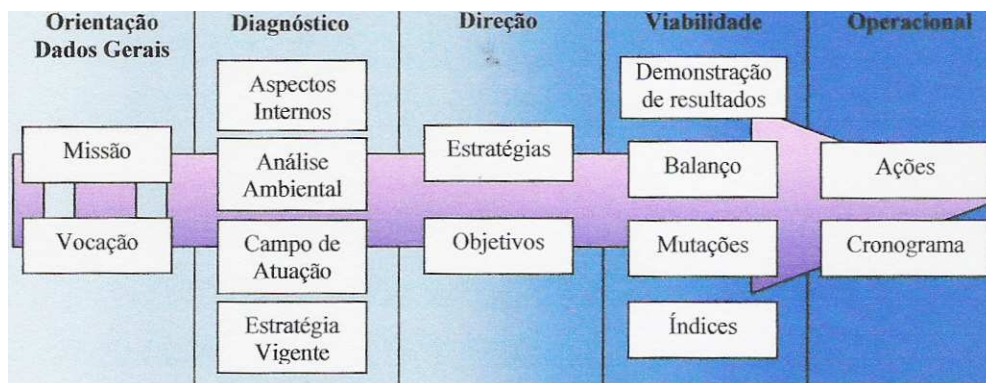 Orientação
Dados Gerais
Diagnóstico
Direção
Viabilidade
Operacional
Missão
Vocação
Aspectos
Internos
Análise
Ambiental
Campo de
Atuação
Estratégia
Vigente
Estratégias
Objetivos
Demonstração
de resultados
Balanço
Mutações
Índices
Ações
Cronograma